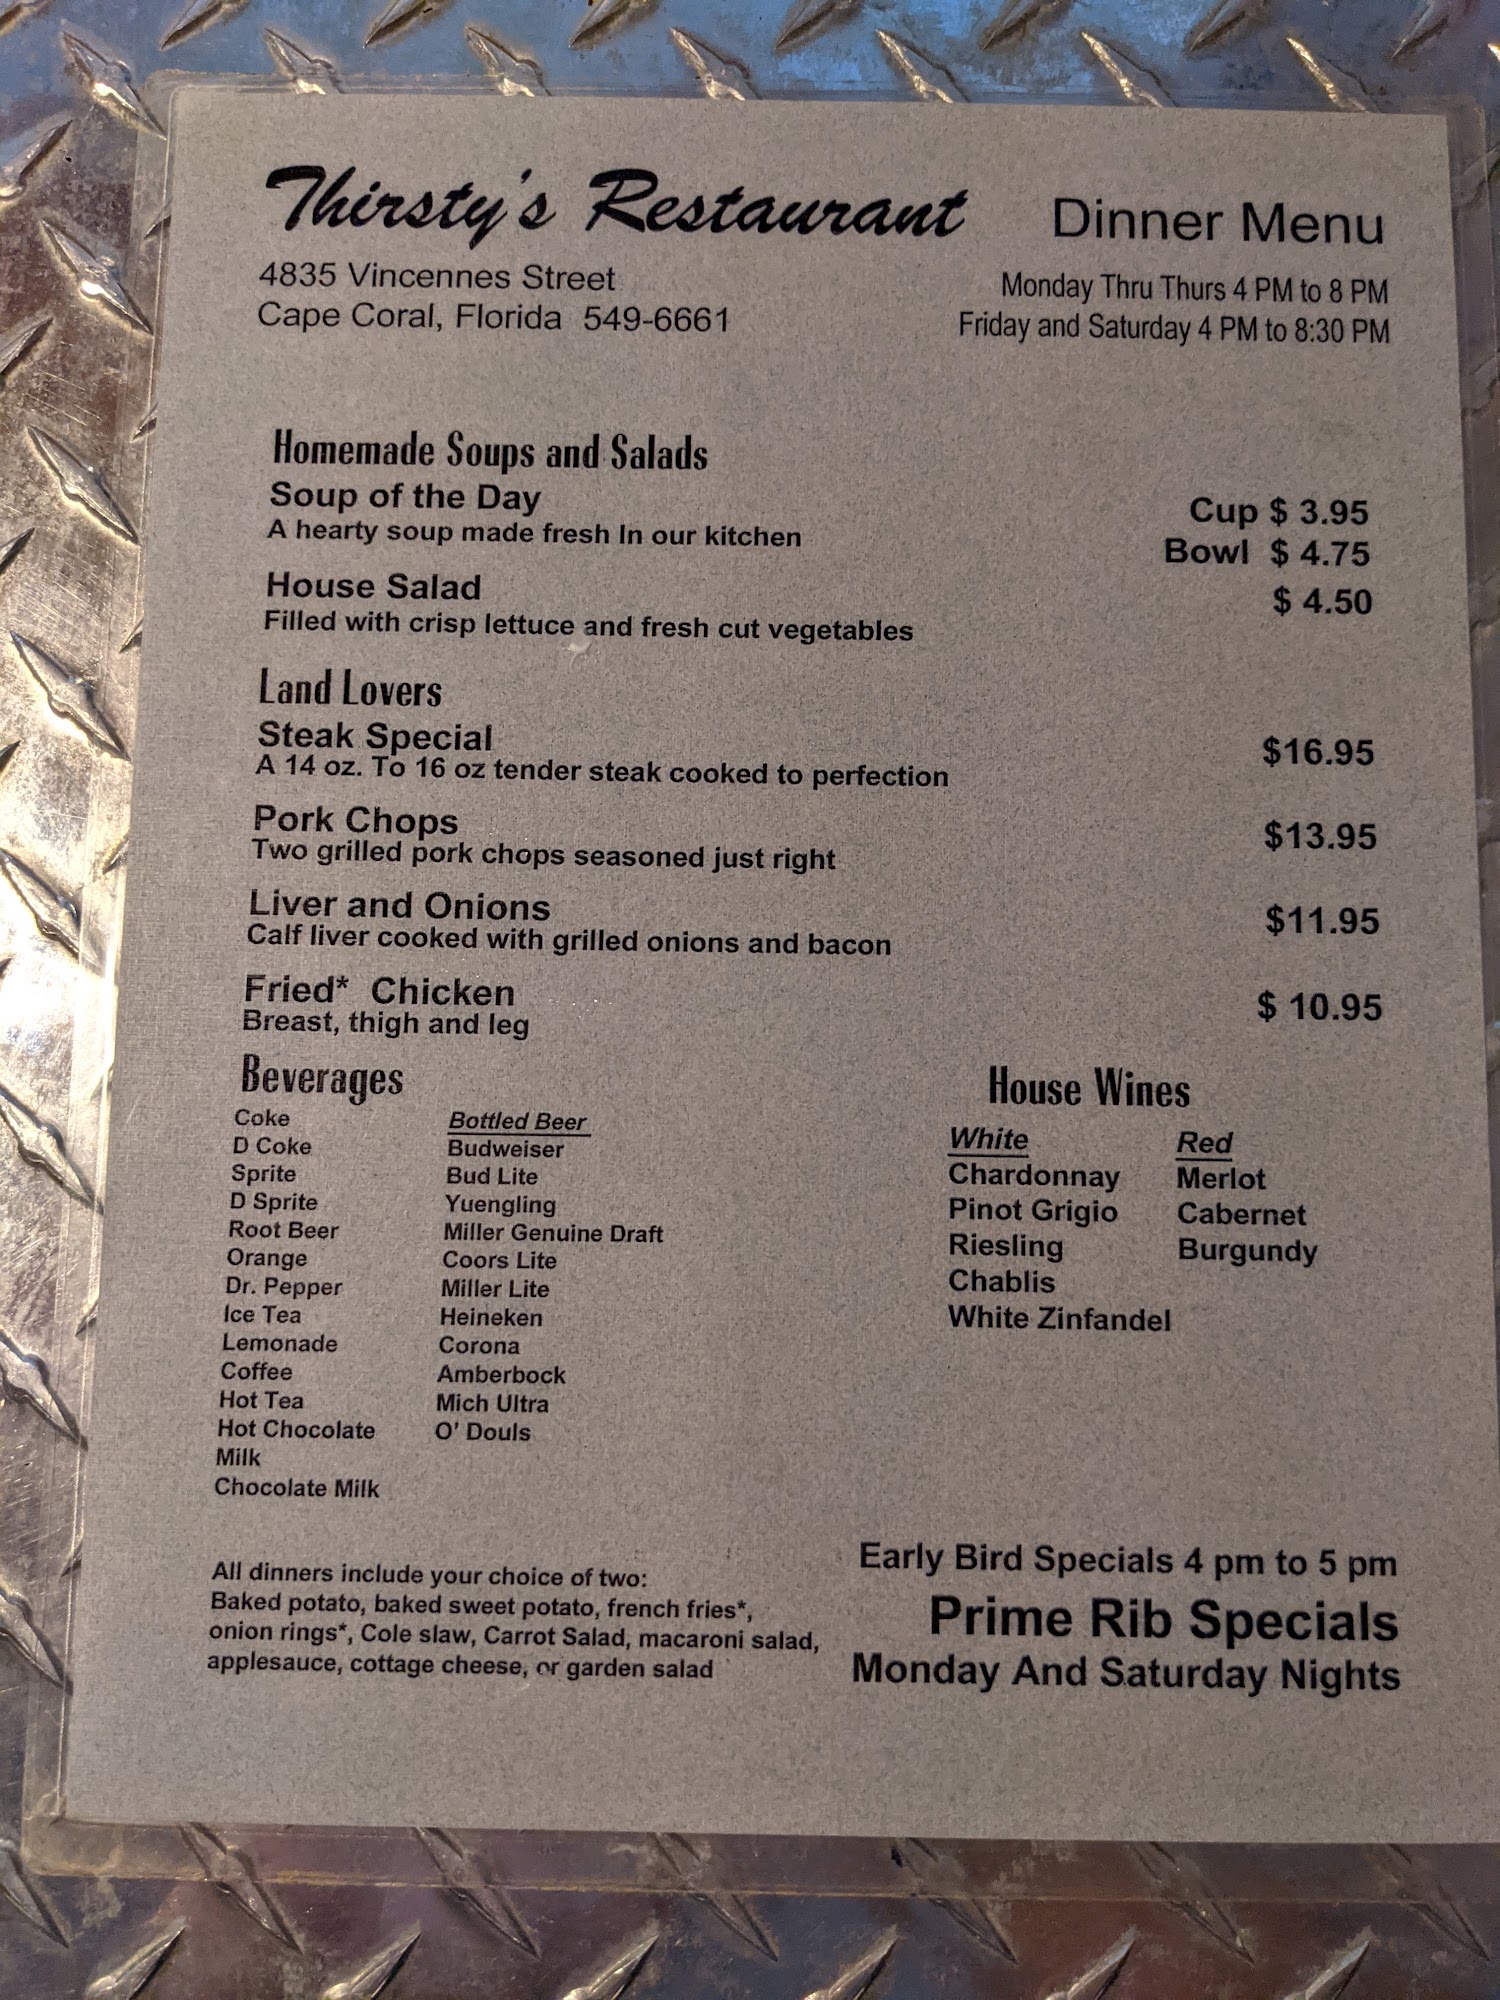 Thirsty's Restaurant
4835 Vincennes Street
Cape Coral, Florida 549-6661
Dinner Menu
Monday Thru Thurs 4 PM to 8 PM
Friday and Saturday 4 PM to 8:30 PM
Homemade Soups and Salads
Soup of the Day Cup $ 3.95
A hearty soup made fresh In our kitchen Bowl $ 4.75
House Salad $ 4.50
Filled with crisp lettuce and fresh cut vegetables
Land Lovers
Steak Special $16.95
A 14 oz. To 16 oz tender steak cooked to perfection
Pork Chops $13.95
Two grilled pork chops seasoned just right
Liver and Onions $11.95
Calf liver cooked with grilled onions and bacon
Fried* Chicken $ 10.95
Breast, thigh and leg
Beverages
Coke
D Coke
Sprite
D Sprite
Root Beer
Orange
Dr. Pepper
Ice Tea
Lemonade
Coffee
Hot Tea
Hot Chocolate
Milk
Chocolate Milk
Bottled Beer
Budweiser
Bud Lite
Yuengling
Miller Genuine Draft
Coors Lite
Miller Lite
Heineken
Corona
Amberbock
Mich Ultra
O' Douls
House Wines
White
Chardonnay
Pinot Grigio
Riesling
Chablis
White Zinfandel
Red
Merlot
Cabernet
Burgundy
All dinners include your choice of two:
Baked potato, baked sweet potato, french fries*,
onion rings*, Cole slaw, Carrot Salad, macaroni salad,
applesauce, cottage cheese, or garden salad
Early Bird Specials 4 pm to 5 pm
Prime Rib Specials
Monday And Saturday Nights